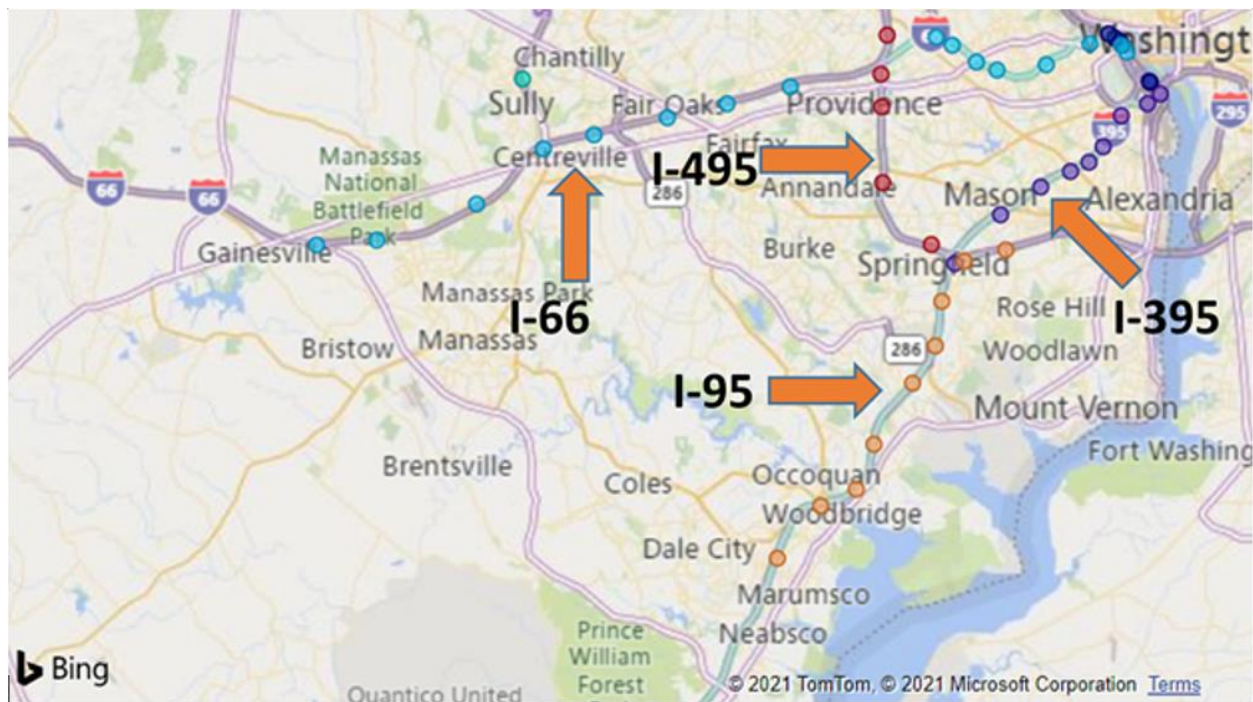 Washingt
Chantilly
Sully
Fair Oaks
Providence
295
395
Fairfax
Centreville
I-495
Manassas
National
Battlefield
Park
66
66
286
Annandale
Mason
Alexandria
Gainesville
Burke
Springfield
Manassas Park
I-66
Rose Hill
I-395
Bristow
Manassas
286
Woodlawn
I-95
Mount Vernon
Brentsville
Coles
Occoquan
Fort Washing
Woodbridge
Dale City
Marumsco
Neabsco
Prince
William
Forest
Bing
Quantico United
© 2021 TomTom, © 2021 Microsoft Corporation Terms